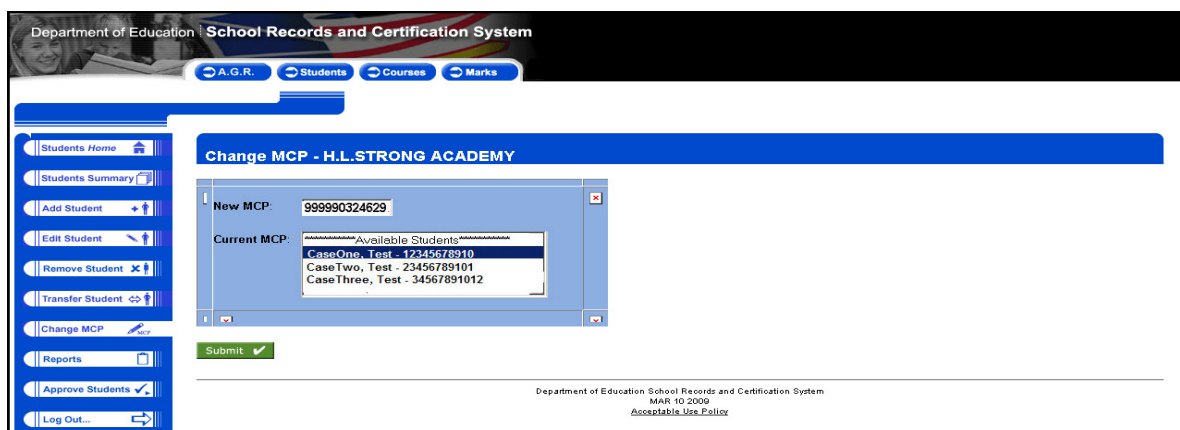 Department of Education School Records and Certification System
A.G.R. Students Courses Marks
Students Home
Students Summary
Add Student
Edit Student
Remove Student
Transfer Student
Change MCP
MCP
Reports
Approve Students
Log Out...
Change MCP - H.L.STRONG ACADEMY
New MCP: 999990324629
Current MCP: **********Available Students**********
CaseOne, Test - 12345678910
CaseTwo, Test - 23456789101
CaseThree, Test - 34567891012
Submit
Department of Education School Records and Certification System
MAR 10 2009
Acceptable Use Policy